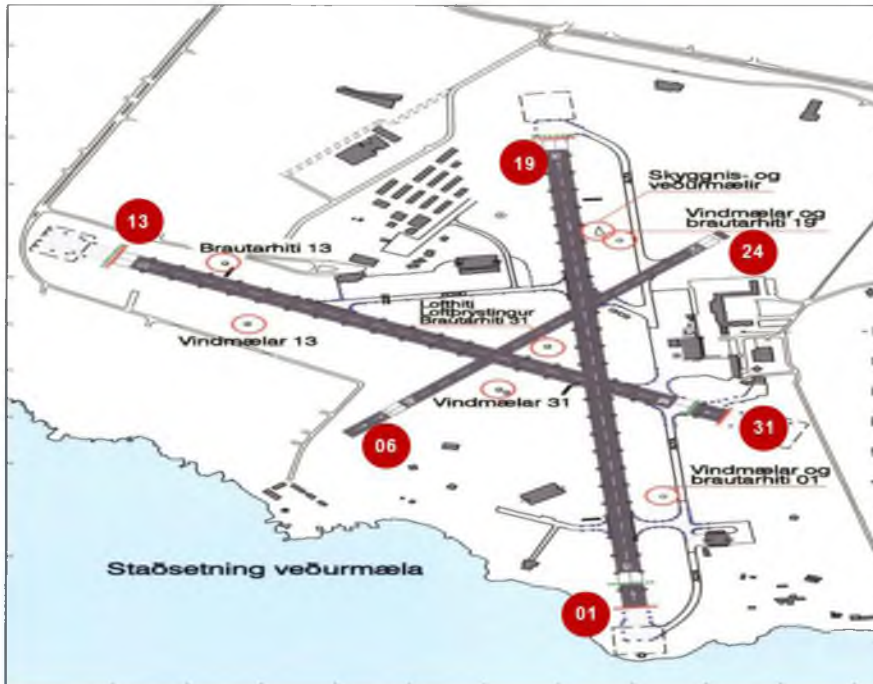 19
Skyggnis- og
veðurmælir
13
Vindmælar og
brautarhiti 19
24
Brautarhiti 13
Lofthiti
Loftþrýstingur
Brautarhiti 31
Vindmælar 13
Vindmælar 31
06
31
Vindmælar og
brautarhiti 01
Staðsetning veðurmæla
01